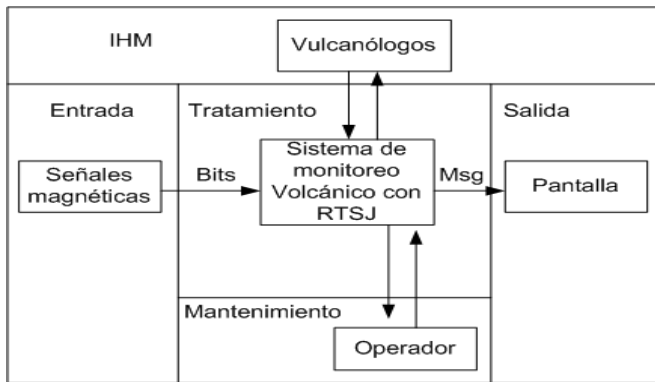 IHM
Vulcanólogos
Entrada
Tratamiento
Salida
Señales
magnéticas
Bits
Sistema de
monitoreo
Volcánico con
RTSJ
Msg
Pantalla
Mantenimiento
Operador